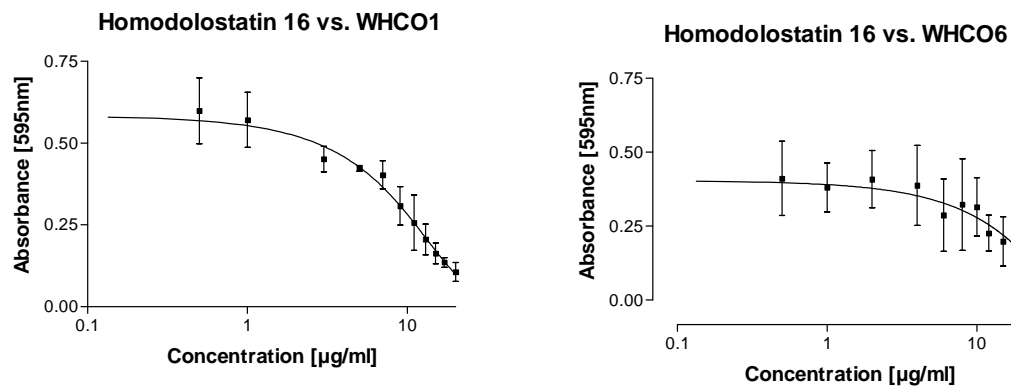 Homodolostatin 16 vs. WHCO1
0.75
0.50
0.25
0.00
Absorbance [595nm]
0.1
1
10
Concentration [µg/ml]
Homodolostatin 16 vs. WHCO6
0.75
0.50
0.25
0.00
Absorbance [595nm]
0.1
1
10
Concentration [µg/ml]